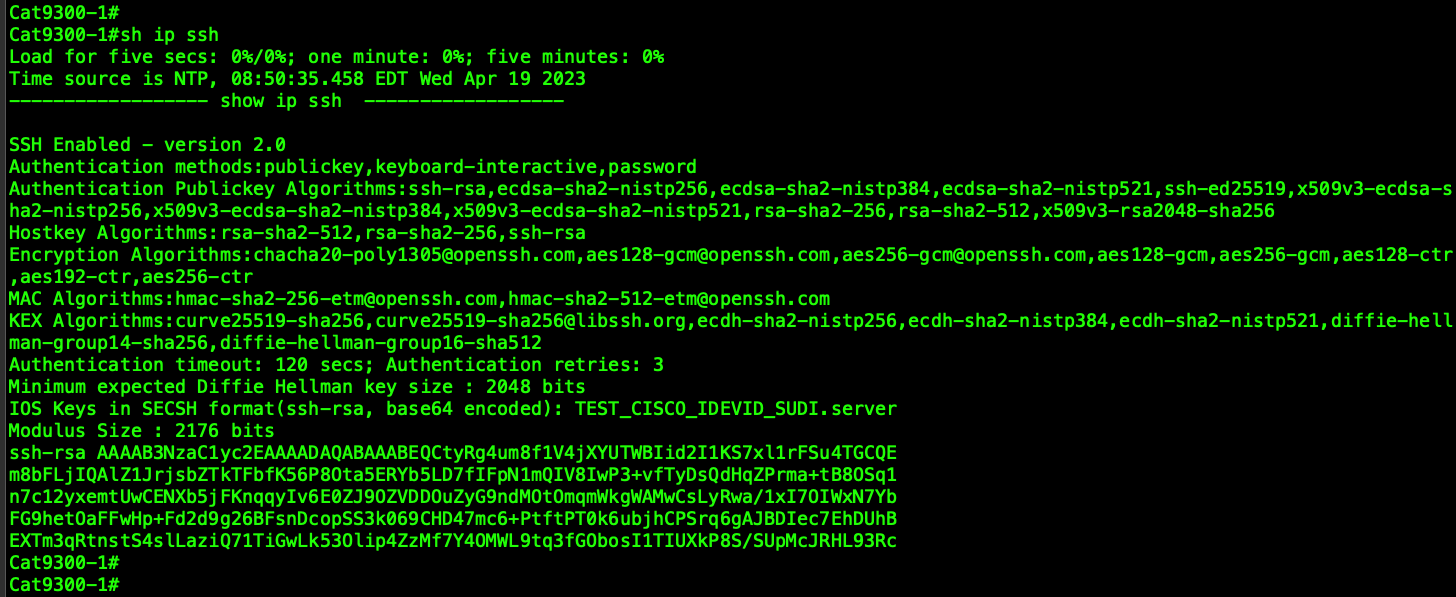 Cat9300-1#
Cat9300-1#sh ip ssh
Load for five secs: 0%/0%; one minute: 0%; five minutes: 0%
Time source is NTP, 08:50:35.458 EDT Wed Apr 19 2023
------------------ show ip ssh  ------------------
SSH Enabled - version 2.0
Authentication methods:publickey,keyboard-interactive,password
Authentication Publickey Algorithms:ssh-rsa,ecdsa-sha2-nistp256,ecdsa-sha2-nistp384,ecdsa-sha2-nistp521,ssh-ed25519,x509v3-ecdsa-s
ha2-nistp256,x509v3-ecdsa-sha2-nistp384,x509v3-ecdsa-sha2-nistp521,rsa-sha2-256,rsa-sha2-512,x509v3-rsa2048-sha256
Hostkey Algorithms:rsa-sha2-512,rsa-sha2-256,ssh-rsa
Encryption Algorithms:chacha20-poly1305@openssh.com,aes128-gcm@openssh.com,aes256-gcm@openssh.com,aes128-gcm,aes256-gcm,aes128-ctr
,aes192-ctr,aes256-ctr
MAC Algorithms:hmac-sha2-256-etm@openssh.com,hmac-sha2-512-etm@openssh.com
KEX Algorithms:curve25519-sha256,curve25519-sha256@libssh.org,ecdh-sha2-nistp256,ecdh-sha2-nistp384,ecdh-sha2-nistp521,diffie-hell
man-group14-sha256,diffie-hellman-group16-sha512
Authentication timeout: 120 secs; Authentication retries: 3
Minimum expected Diffie Hellman key size : 2048 bits
IOS Keys in SECSH format(ssh-rsa, base64 encoded): TEST_CISCO_IDEVID_SUDI.server
Modulus Size : 2176 bits
ssh-rsa AAAAB3NzaC1yc2EAAAADAQABAAABEQCtyRg4um8f1V4jXYUTWBIid2I1KS7xl1rFSu4TGCQE
m8bFLjIQAlZ1JrjsbZTkTFbfK56P8Ota5ERYb5LD7fIFpN1mQIV8IwP3+vfTyDsQdHqZPrma+tB8OSq1
n7c12yxemtUwCENXb5jFKnqqyIv6E0ZJ9OZVDDOuZyG9ndMOtOmqmWkgWAMwCsLyRwa/1xI7OIWxN7Yb
FG9hetOaFFwHp+Fd2d9g26BFsnDcopSS3k069CHD47mc6+PtftPT0k6ubjhCPSrq6gAJBDIec7EhDUhB
EXTm3qRtnstS4slLaziQ71TiGwLk53Olip4ZzMf7Y4OMWL9tq3fGObosI1TIUXkP8S/SUpMcJRHL93Rc
Cat9300-1#
Cat9300-1#